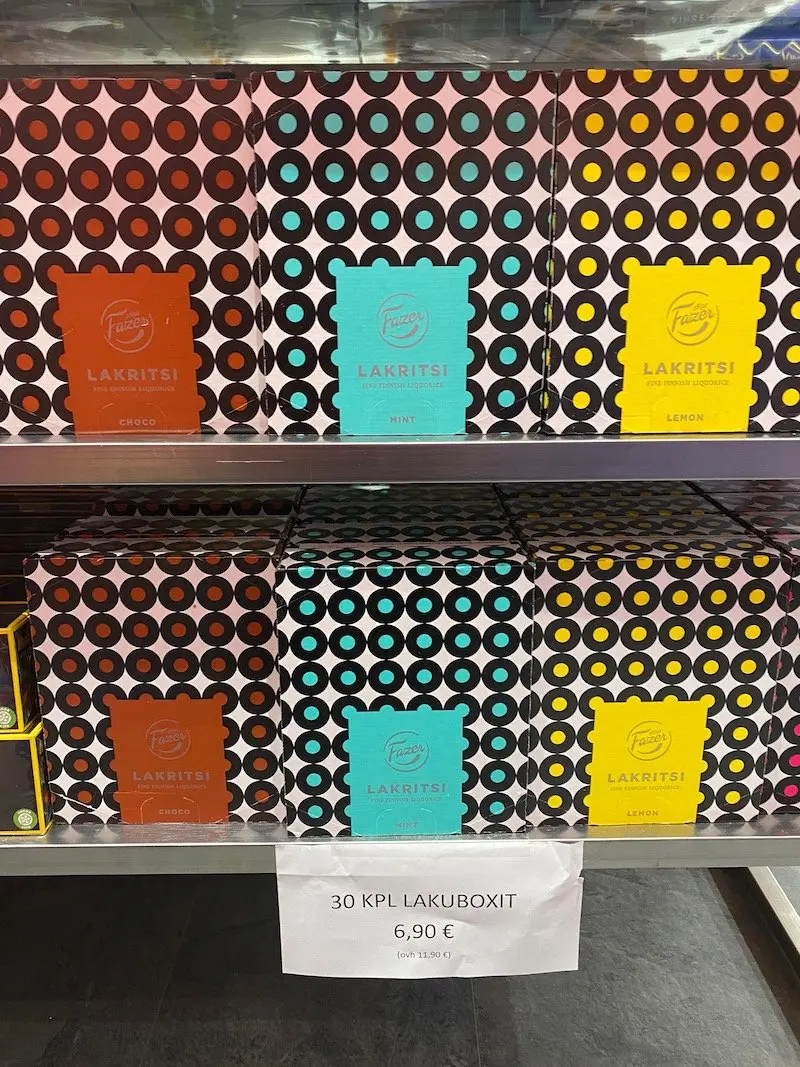 Fazer
LAKRITSI
FINE FINNISH LIQUORICE
CHOCO
Fazer
LAKRITSI
FINE FINNISH LIQUORICE
MINT
Fazer
LAKRITSI
FINE FINNISH LIQUORICE
LEMON
Fazer
LAKRITSI
FINE FINNISH LIQUORICE
CHOCO
Fazer
LAKRITSI
FINE FINNISH LIQUORICE
MINT
Fazer
LAKRITSI
FINE FINNISH LIQUORICE
LEMON
30 KPL LAKUBOXIT
6,90 €
(ovh 11,90 €)